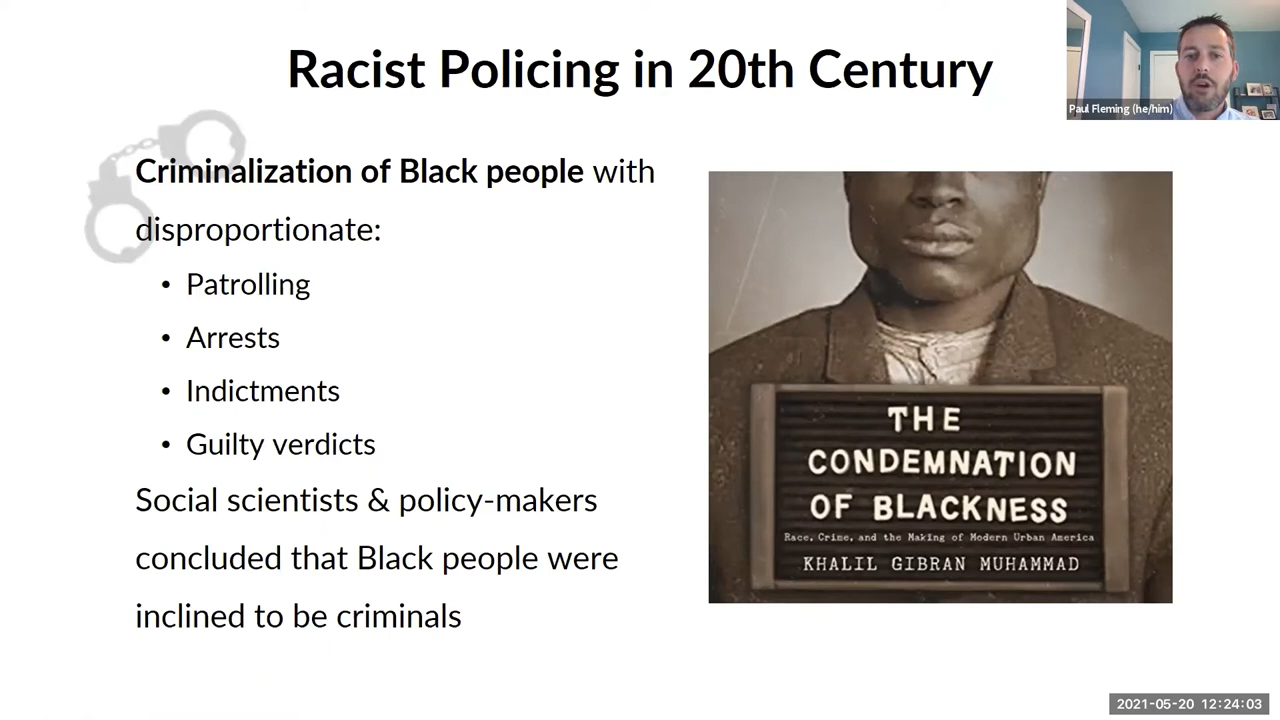 Racist Policing in 20th Century
Paul Fleming (he/him)
Criminalization of Black people with
disproportionate:
• Patrolling
• Arrests
• Indictments
• Guilty verdicts
Social scientists & policy-makers
concluded that Black people were
inclined to be criminals
THE
CONDEMNATION
OF BLACKNESS
Race, Crime, and the Making of Modern Urban America
KHALIL GIBRAN MUHAMMAD
2021-05-20 12:24:03